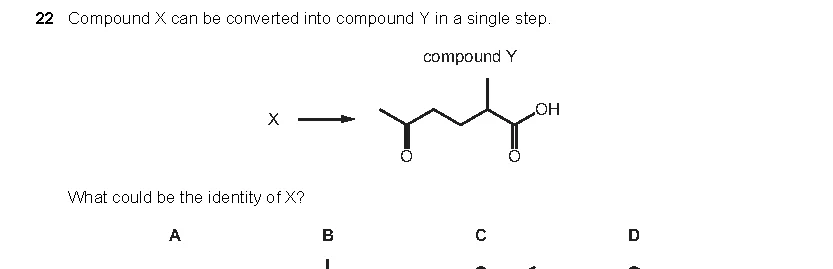 22 Compound X can be converted into compound Y in a single step.
compound Y
X
OH
O
O
What could be the identity of X?
A B C D